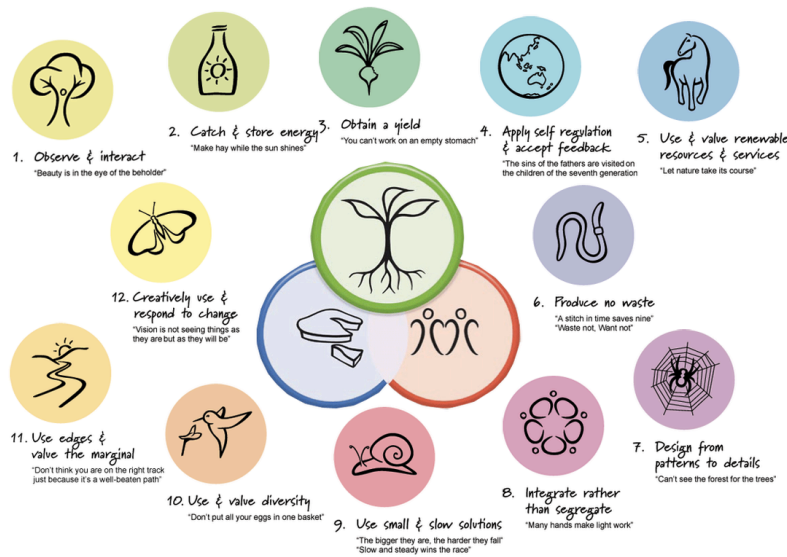 1. Observe & interact
"Beauty is in the eye of the beholder"
2. Catch & store energy
"Make hay while the sun shines"
3. Obtain a yield
"You can't work on an empty stomach"
4. Apply self regulation
& accept feedback
"The sins of the fathers are visited
on the children of the seventh generation
5. Use & value renewable
resources & services
"Let nature take its course"
6. Produce no waste
"A stitch in time saves nine"
"Waste not, Want not"
7. Design from
patterns to details
"Can't see the forest for the trees"
8. Integrate rather
than segregate
"Many hands make light work"
9. Use small & slow solutions
"The bigger they are, the harder they fall"
"Slow and steady wins the race"
10. Use & value diversity
"Don't put all your eggs in one basket"
11. Use edges &
value the marginal
"Don't think you are on the right track
just because it's a well-beaten path"
12. Creatively use &
respond to change
"Vision is not seeing things as
they are but as they will be"